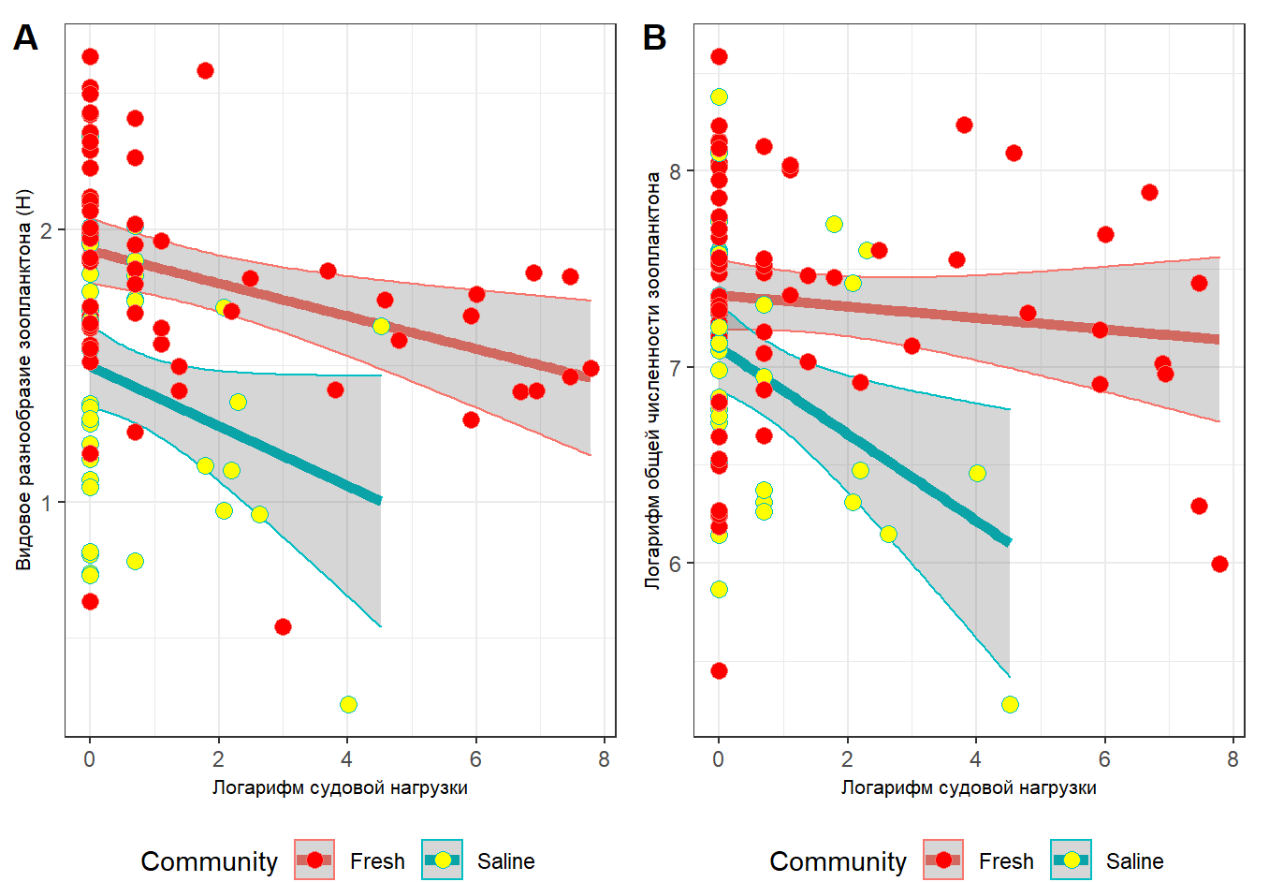 A
B
Видовое разнообразие зоопланктона (H)
2
1
0 2 4 6 8
Логарифм судовой нагрузки
Логарифм общей численности зоопланктона
8
7
6
0 2 4 6 8
Логарифм судовой нагрузки
Community Fresh Saline
Community Fresh Saline